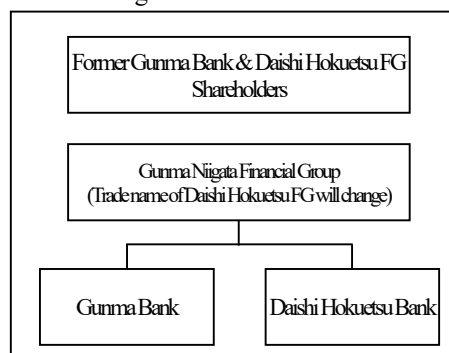 Former Gunma Bank & Daishi Hokuetsu FG
Shareholders
Gunma Niigata Financial Group
(Trade name of Daishi Hokuetsu FG will change)
Gunma Bank
Daishi Hokuetsu Bank